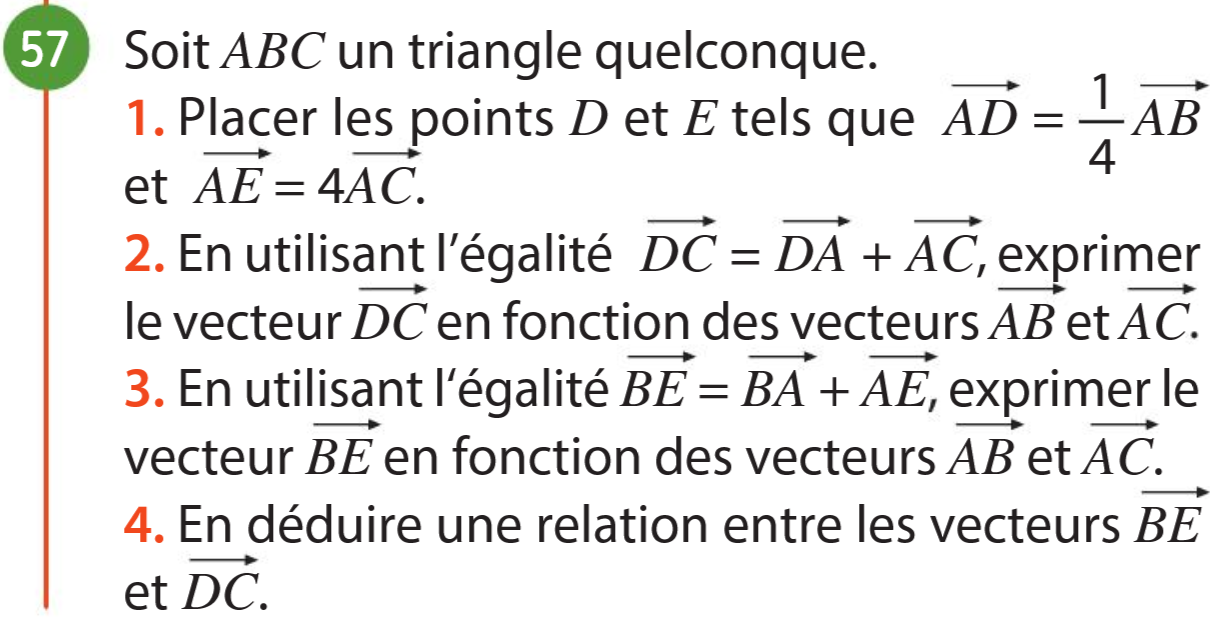 57 Soit ABC un triangle quelconque.
1. Placer les points D et E tels que $\overrightarrow{AD} = \frac{1}{4}\overrightarrow{AB}$
et $\overrightarrow{AE} = 4\overrightarrow{AC}$.
2. En utilisant l’égalité $\overrightarrow{DC} = \overrightarrow{DA} + \overrightarrow{AC}$, exprimer
le vecteur $\overrightarrow{DC}$ en fonction des vecteurs $\overrightarrow{AB}$ et $\overrightarrow{AC}$.
3. En utilisant l‘égalité $\overrightarrow{BE} = \overrightarrow{BA} + \overrightarrow{AE}$, exprimer le
vecteur $\overrightarrow{BE}$ en fonction des vecteurs $\overrightarrow{AB}$ et $\overrightarrow{AC}$.
4. En déduire une relation entre les vecteurs $\overrightarrow{BE}$
et $\overrightarrow{DC}$.